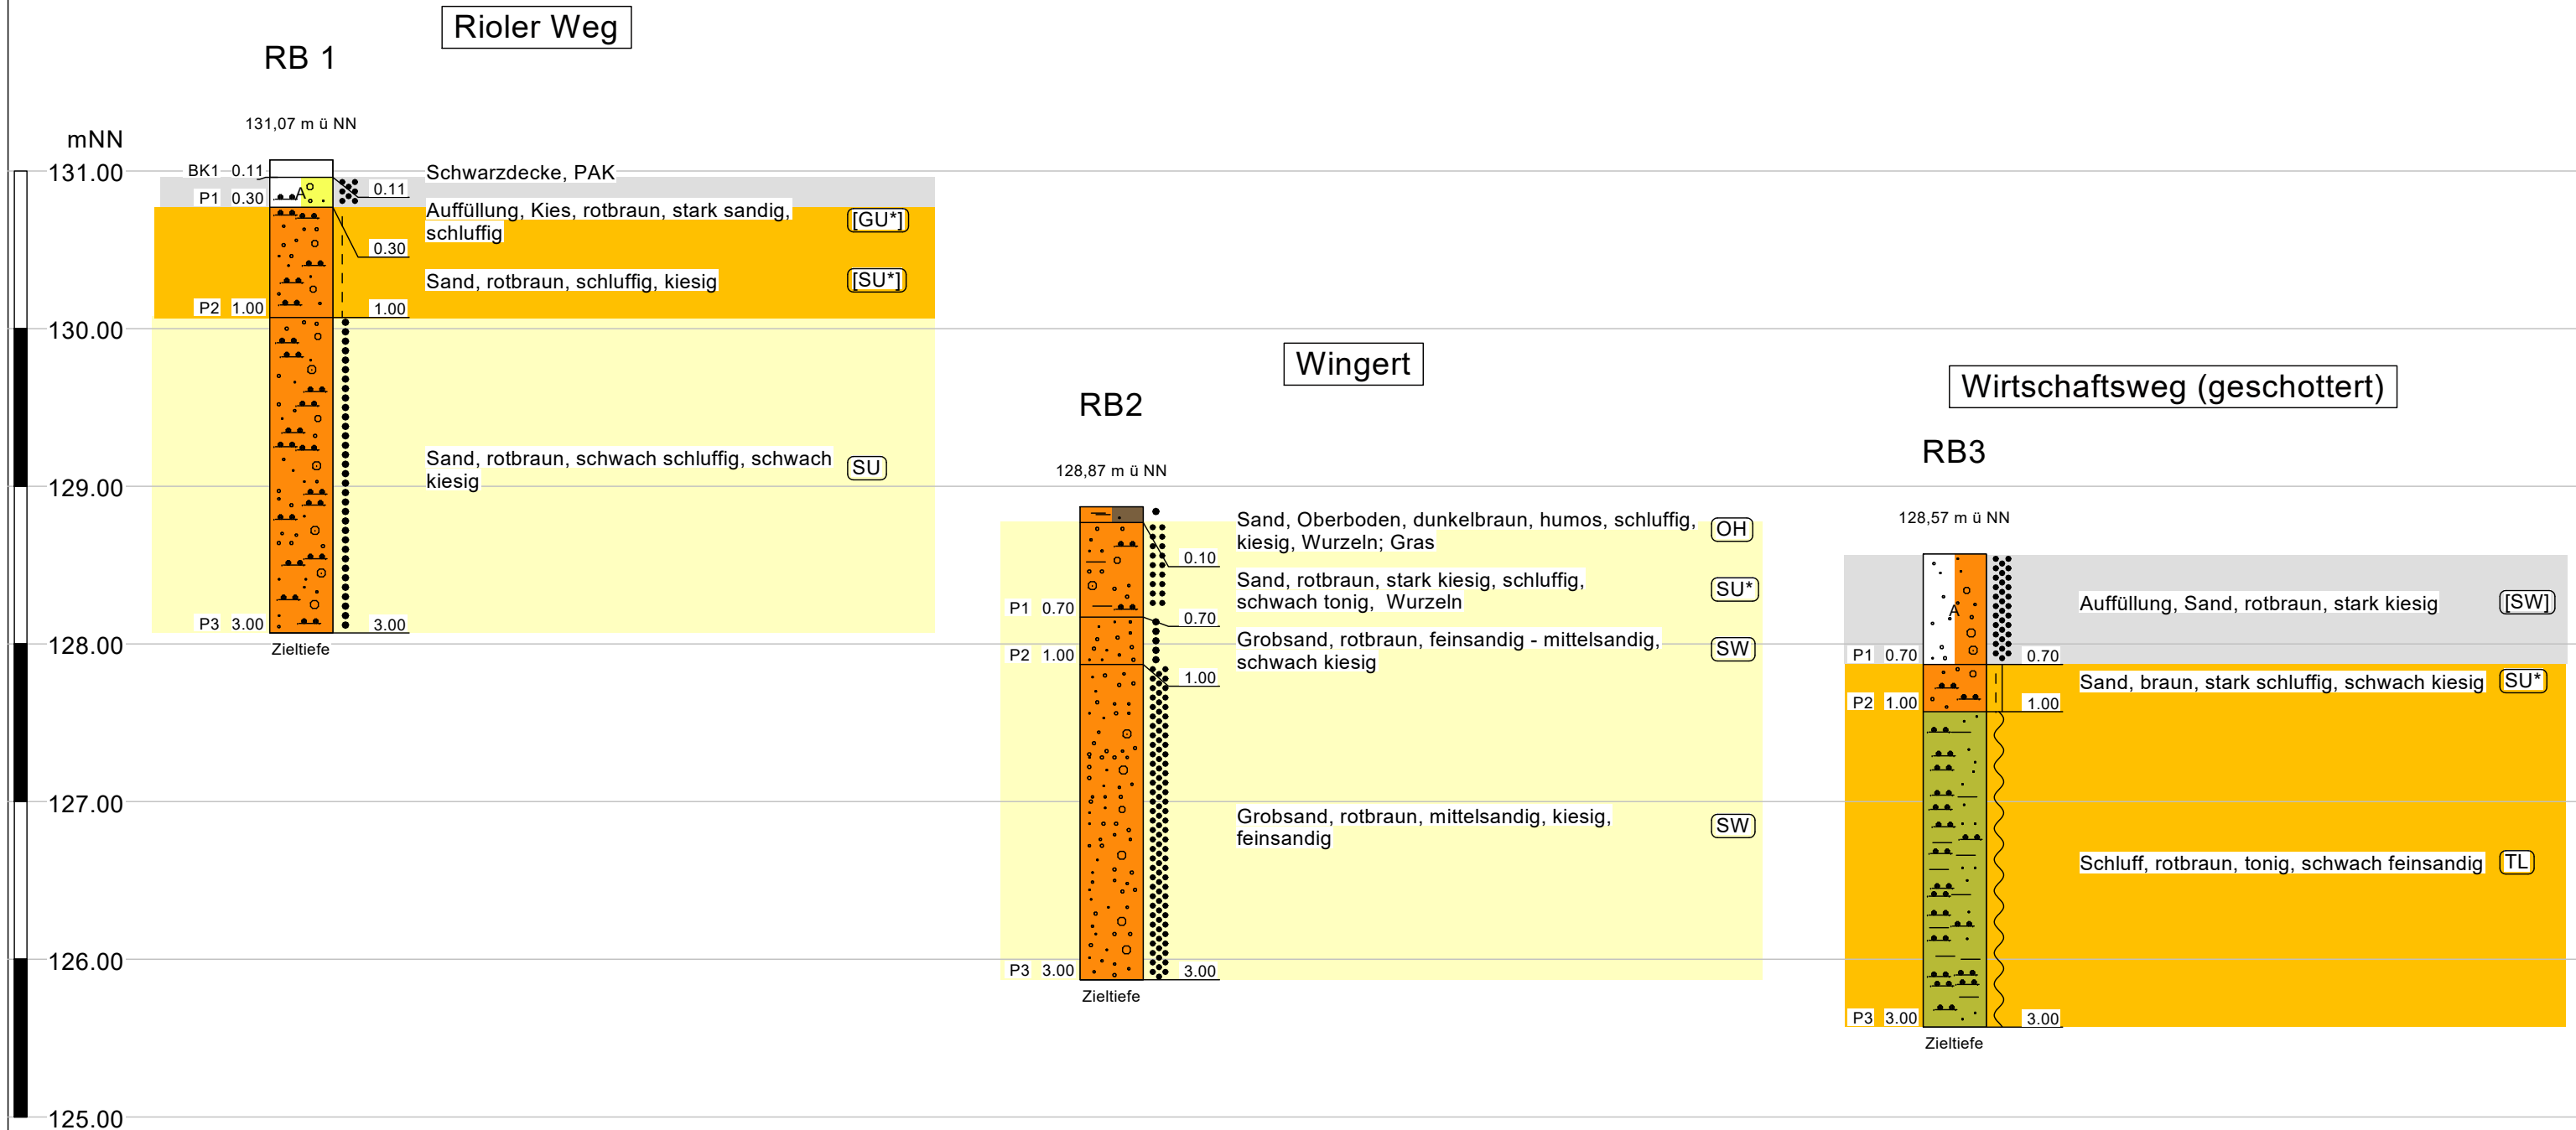 Rioler Weg
RB 1
131,07 m ü NN
mNN
131.00
130.00
129.00
128.00
127.00
126.00
125.00
BK1 0.11
P1 0.30
P2 1.00
P3 3.00
A
0.11
0.30
1.00
3.00
Zieltiefe
Schwarzdecke, PAK
Auffüllung, Kies, rotbraun, stark sandig,
schluffig
[GU*]
Sand, rotbraun, schluffig, kiesig
[SU*]
Sand, rotbraun, schwach schluffig, schwach
kiesig
SU
Wingert
RB2
128,87 m ü NN
P1 0.70
P2 1.00
P3 3.00
0.10
0.70
1.00
3.00
Zieltiefe
Sand, Oberboden, dunkelbraun, humos, schluffig,
kiesig, Wurzeln; Gras
OH
Sand, rotbraun, stark kiesig, schluffig,
schwach tonig, Wurzeln
SU*
Grobsand, rotbraun, feinsandig - mittelsandig,
schwach kiesig
SW
Grobsand, rotbraun, mittelsandig, kiesig,
feinsandig
SW
Wirtschaftsweg (geschottert)
RB3
128,57 m ü NN
A
P1 0.70
P2 1.00
P3 3.00
0.70
1.00
3.00
Zieltiefe
Auffüllung, Sand, rotbraun, stark kiesig
[SW]
Sand, braun, stark schluffig, schwach kiesig
SU*
Schluff, rotbraun, tonig, schwach feinsandig
TL